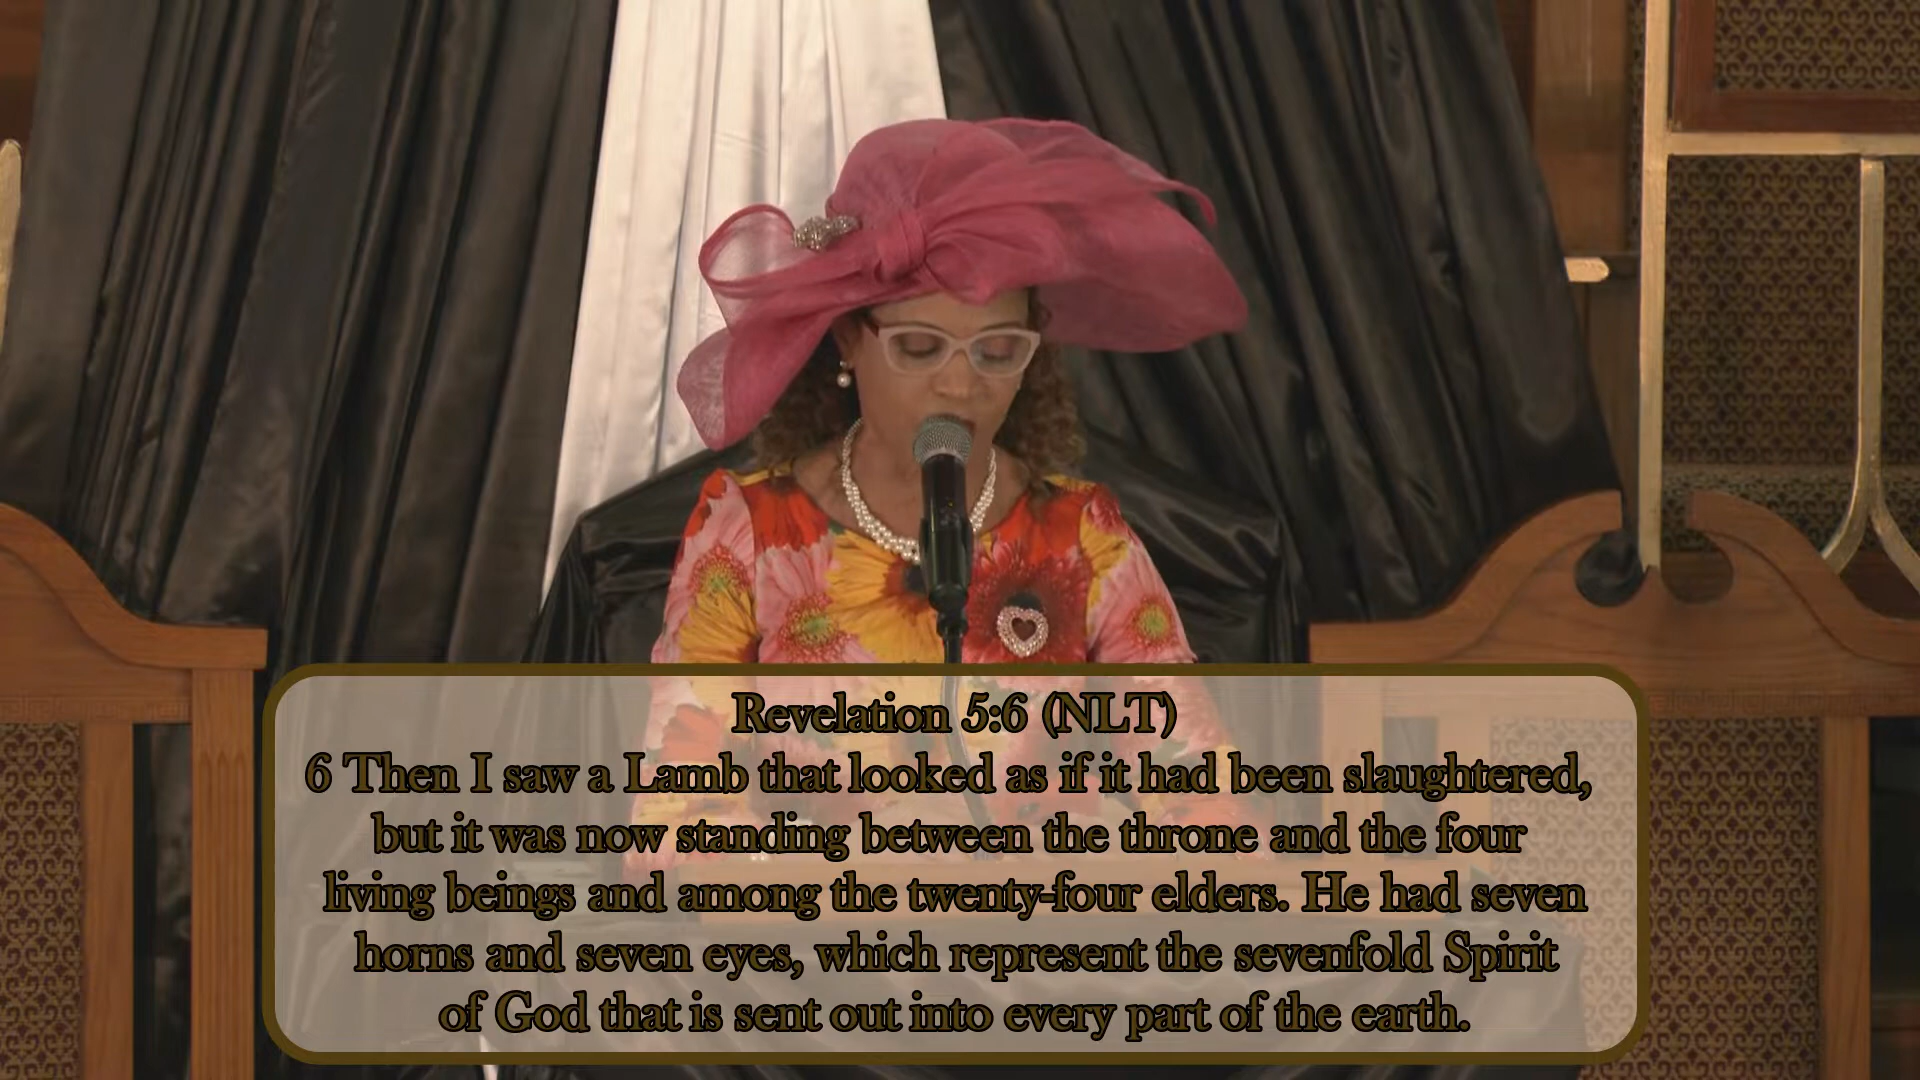 Revelation 5:6 (NLT)
6 Then I saw a Lamb that looked as if it had been slaughtered,
but it was now standing between the throne and the four
living beings and among the twenty-four elders. He had seven
horns and seven eyes, which represent the sevenfold Spirit
of God that is sent out into every part of the earth.